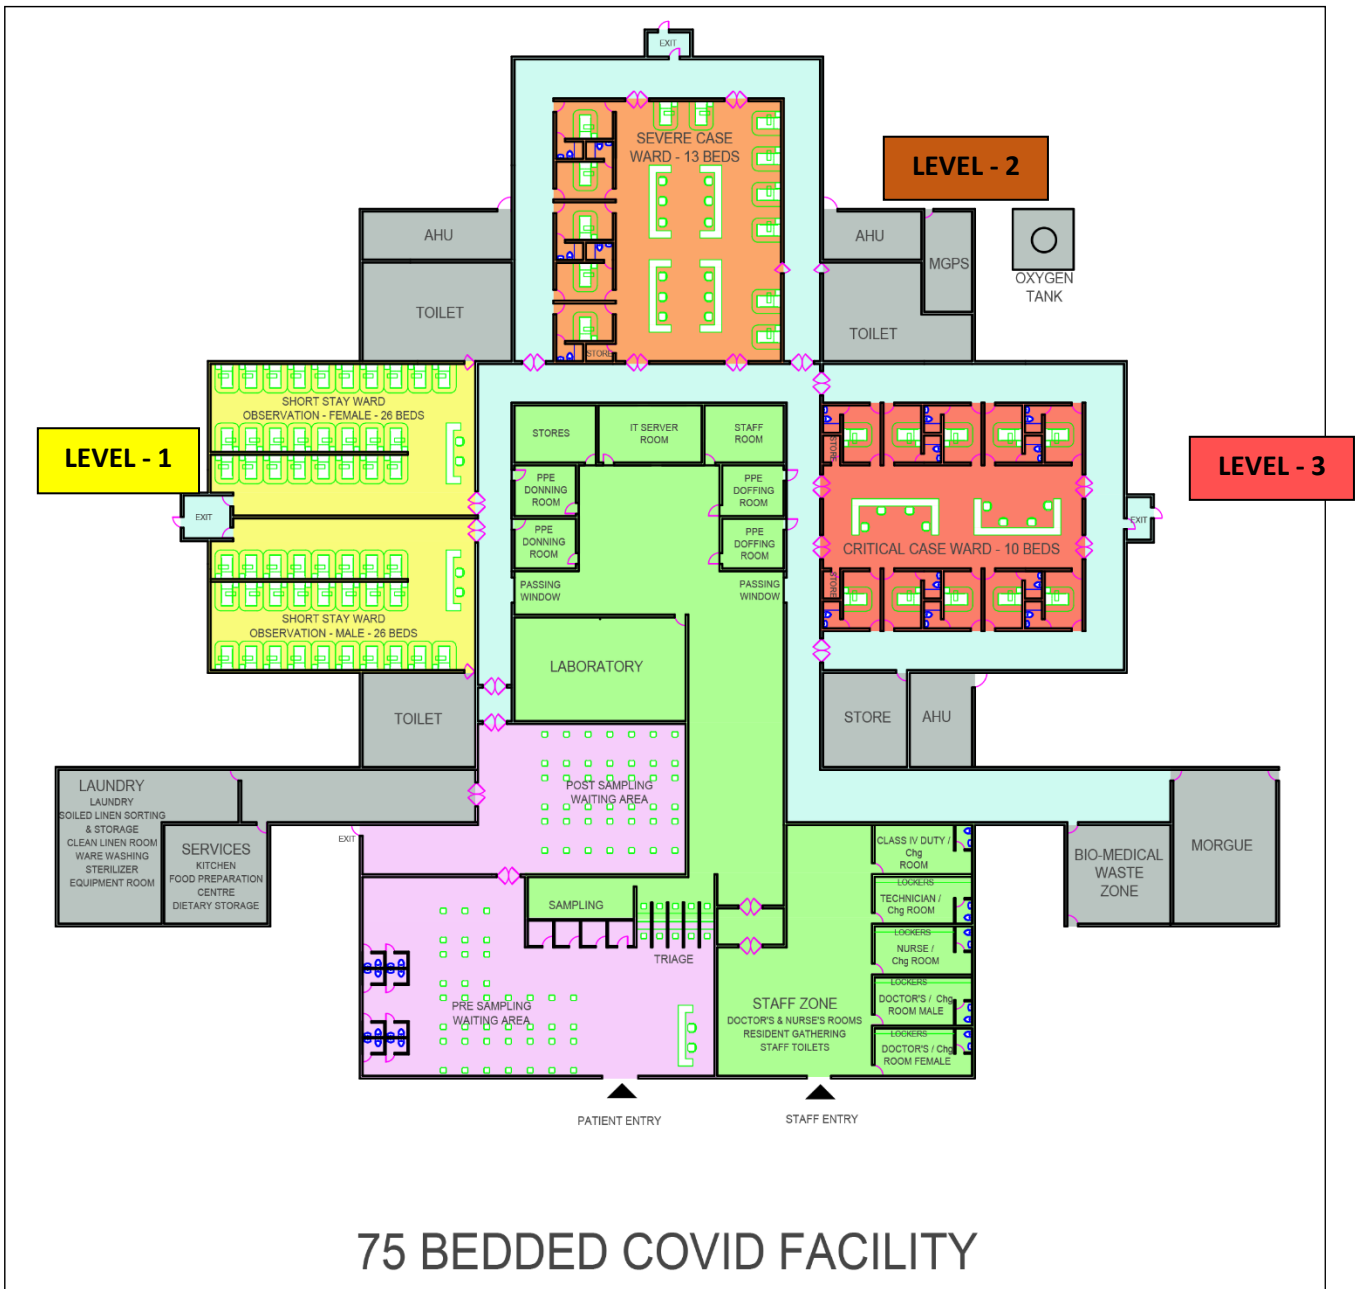 EXIT
SEVERE CASE
WARD - 13 BEDS
LEVEL - 2
AHU
TOILET
AHU
MGPS
TOILET
OXYGEN
TANK
STORE
SHORT STAY WARD
OBSERVATION - FEMALE - 26 BEDS
LEVEL - 1
EXIT
SHORT STAY WARD
OBSERVATION - MALE - 26 BEDS
STORES
IT SERVER
ROOM
STAFF
ROOM
PPE
DONNING
ROOM
PPE
DOFFING
ROOM
PPE
DONNING
ROOM
PPE
DOFFING
ROOM
PASSING
WINDOW
PASSING
WINDOW
LEVEL - 3
STORE
CRITICAL CASE WARD - 10 BEDS
STORE
EXIT
LABORATORY
TOILET
STORE
AHU
LAUNDRY
LAUNDRY
SOILED LINEN SORTING
& STORAGE
CLEAN LINEN ROOM
WARE WASHING
STERILIZER
EQUIPMENT ROOM
SERVICES
KITCHEN
FOOD PREPARATION
CENTRE
DIETARY STORAGE
EXIT
POST SAMPLING
WAITING AREA
SAMPLING
TRIAGE
PRE SAMPLING
WAITING AREA
CLASS IV DUTY /
Chg
ROOM
LOCKERS
TECHNICIAN /
Chg ROOM
LOCKERS
NURSE /
Chg ROOM
LOCKERS
DOCTOR'S / Chg
ROOM MALE
LOCKERS
DOCTOR'S / Chg
ROOM FEMALE
STAFF ZONE
DOCTOR'S & NURSE'S ROOMS
RESIDENT GATHERING
STAFF TOILETS
BIO-MEDICAL
WASTE
ZONE
MORGUE
PATIENT ENTRY
STAFF ENTRY
75 BEDDED COVID FACILITY